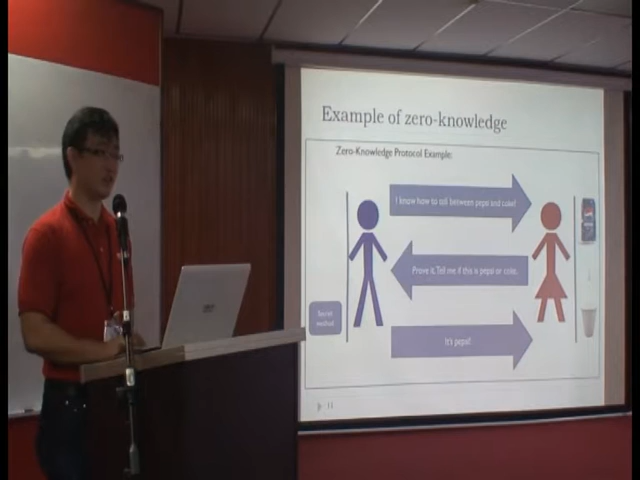 Example of zero-knowledge
Zero-Knowledge Protocol Example:
I know how to tell between pepsi and coke!
Prove it. Tell me if this is pepsi or coke.
Secret
method
It's pepsi!
11